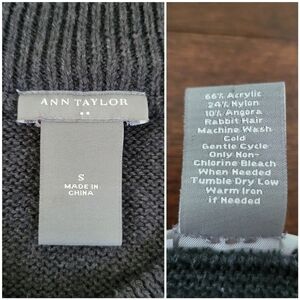 ANN TAYLOR
S
MADE IN
CHINA
66% Acrylic
24% Nylon
10% Angora
Rabbit Hair
Machine Wash
Cold
Gentle Cycle
Only Non-
Chlorine Bleach
When Needed
Tumble Dry Low
Warm Iron
if Needed